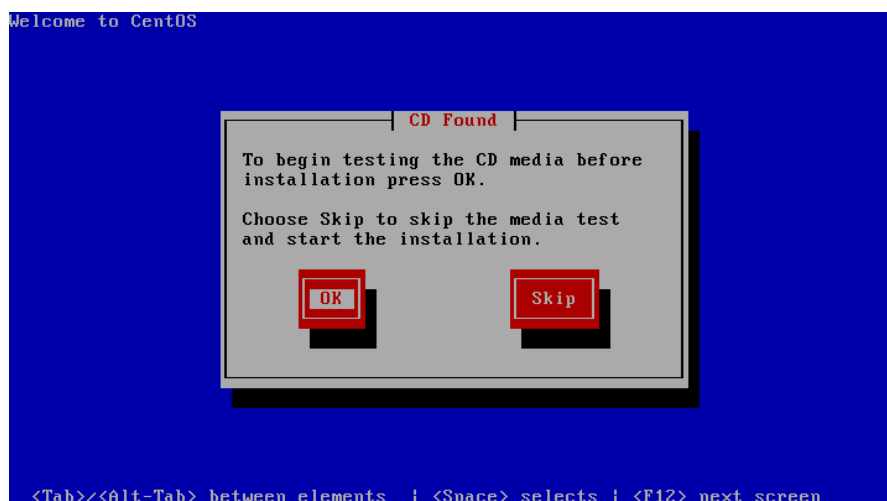 Welcome to CentOS
CD Found
To begin testing the CD media before
installation press OK.
Choose Skip to skip the media test
and start the installation.
OK Skip
<Tab>/<Alt-Tab> between elements | <Space> selects | <F12> next screen